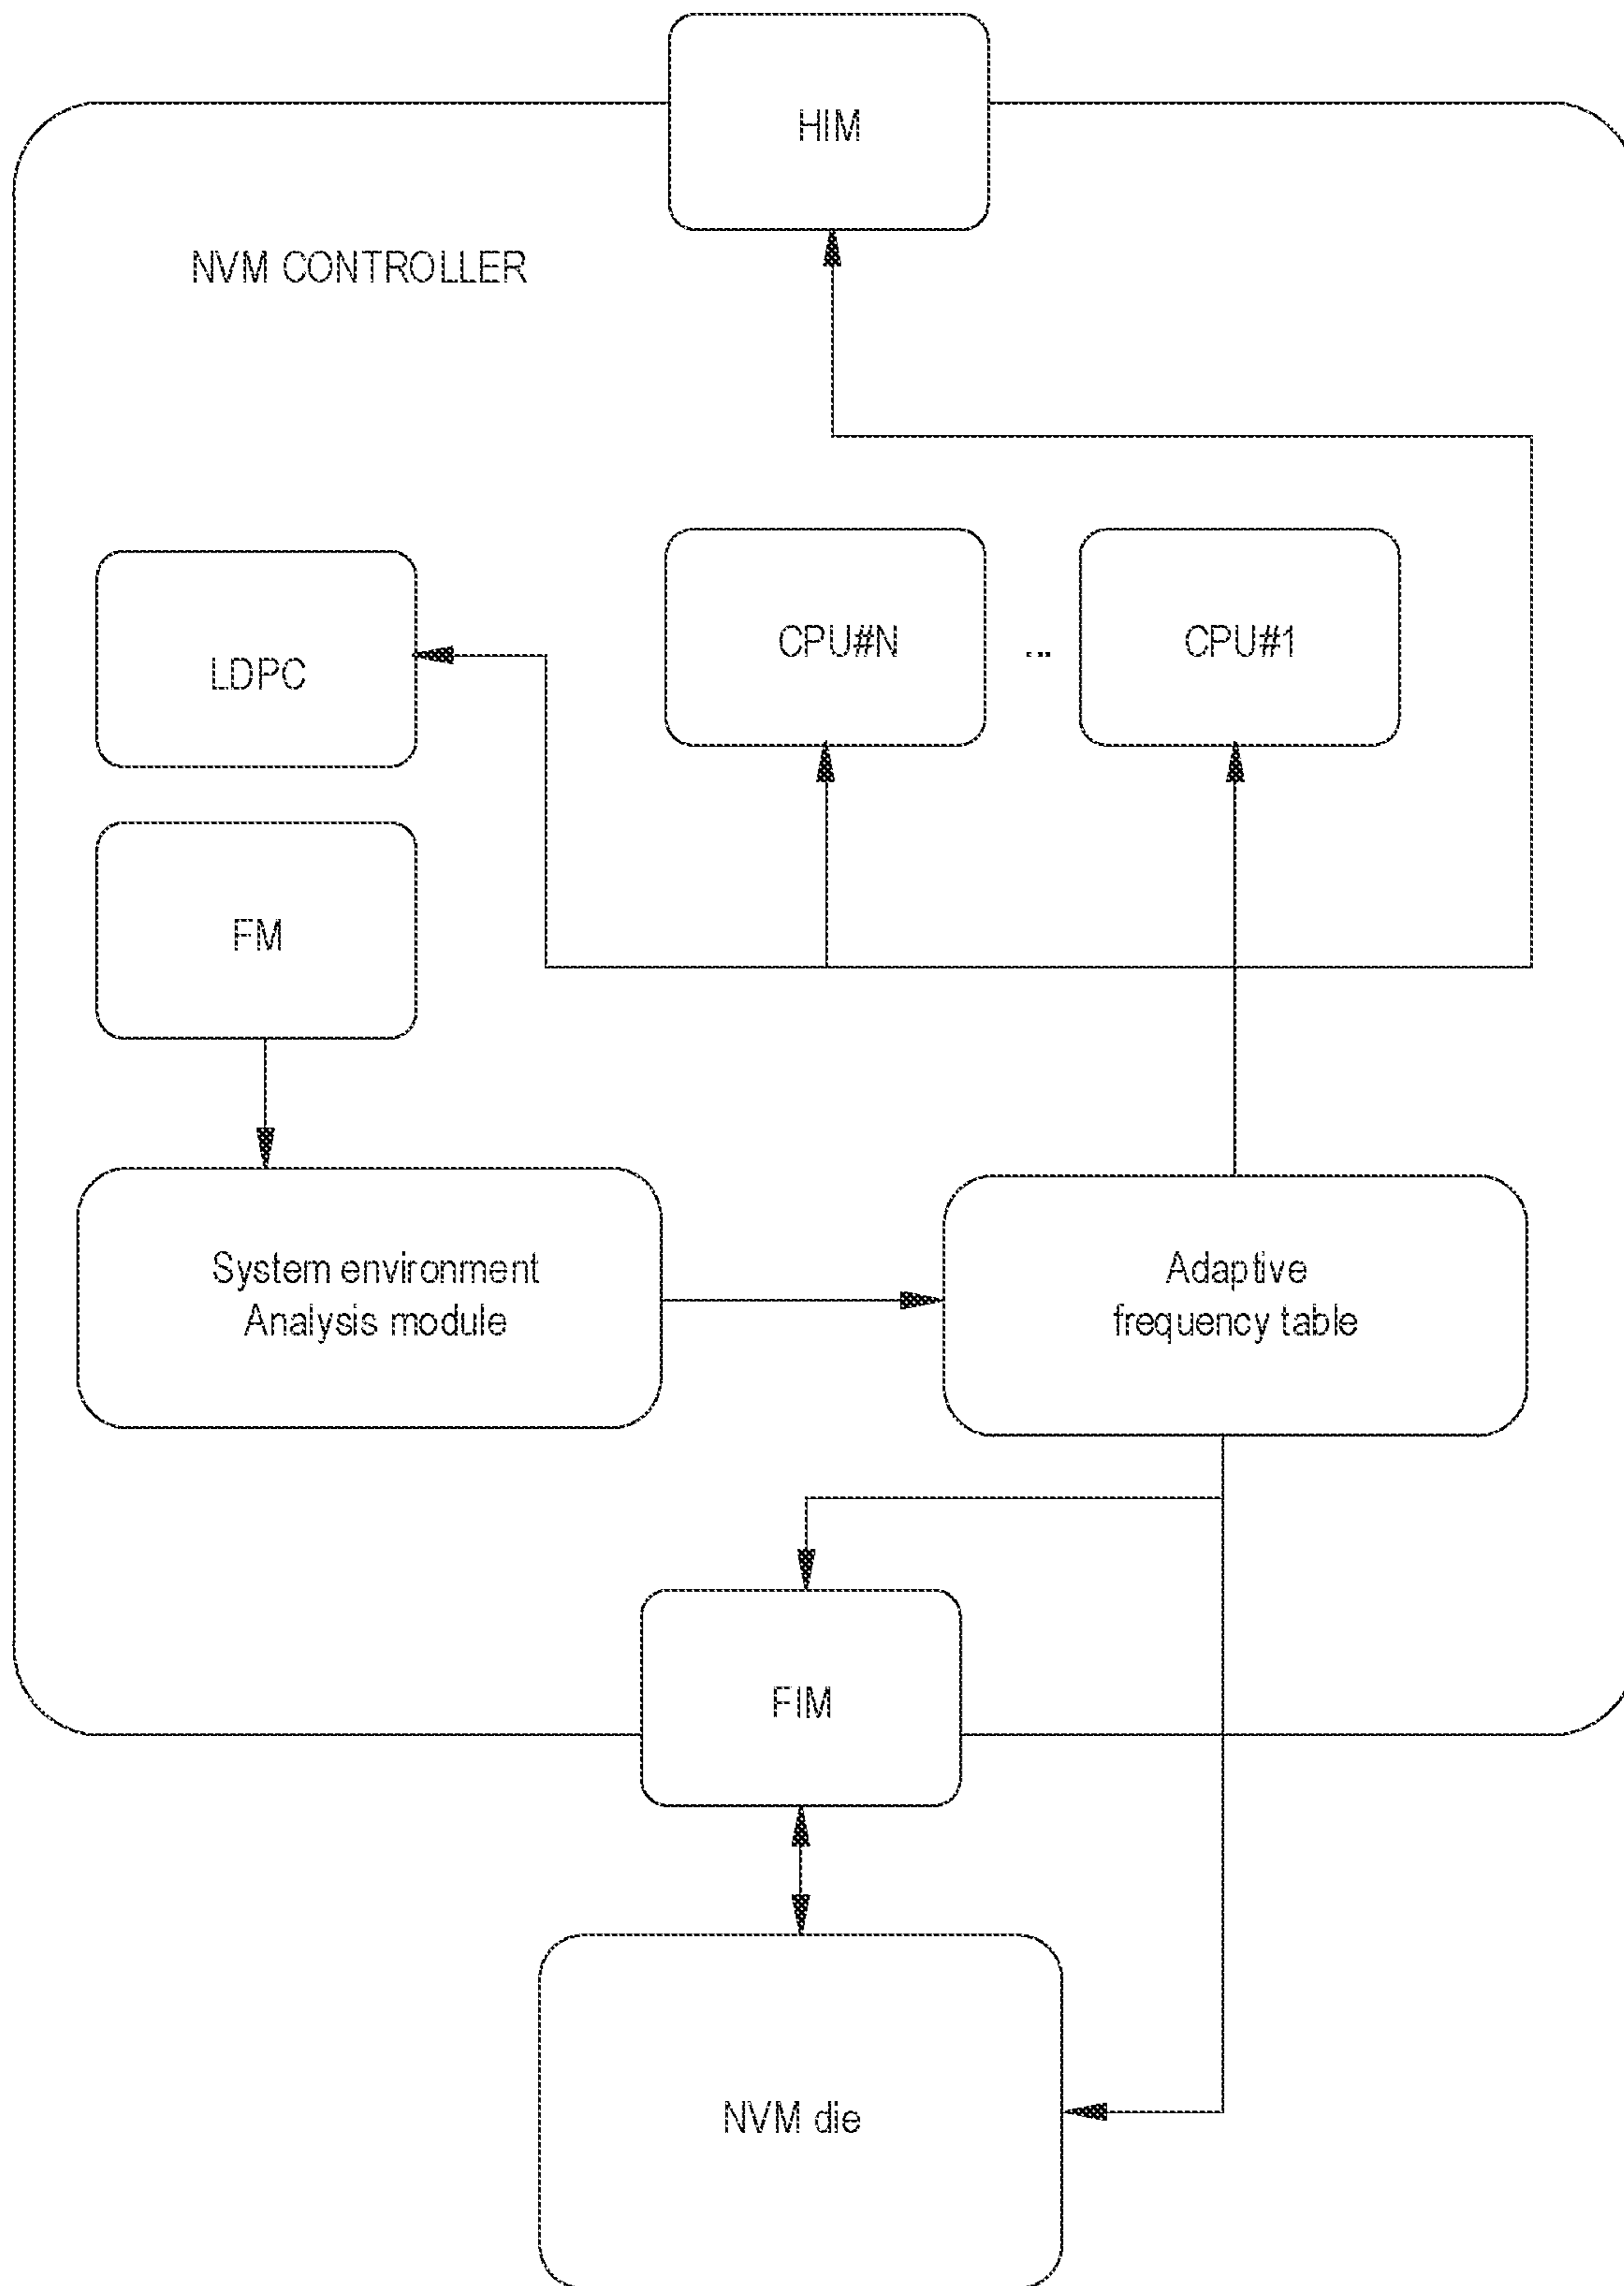 HIM
NVM CONTROLLER
CPU#N
...
CPU#1
LDPC
FM
System environment
Analysis module
Adaptive
frequency table
FIM
NVM die